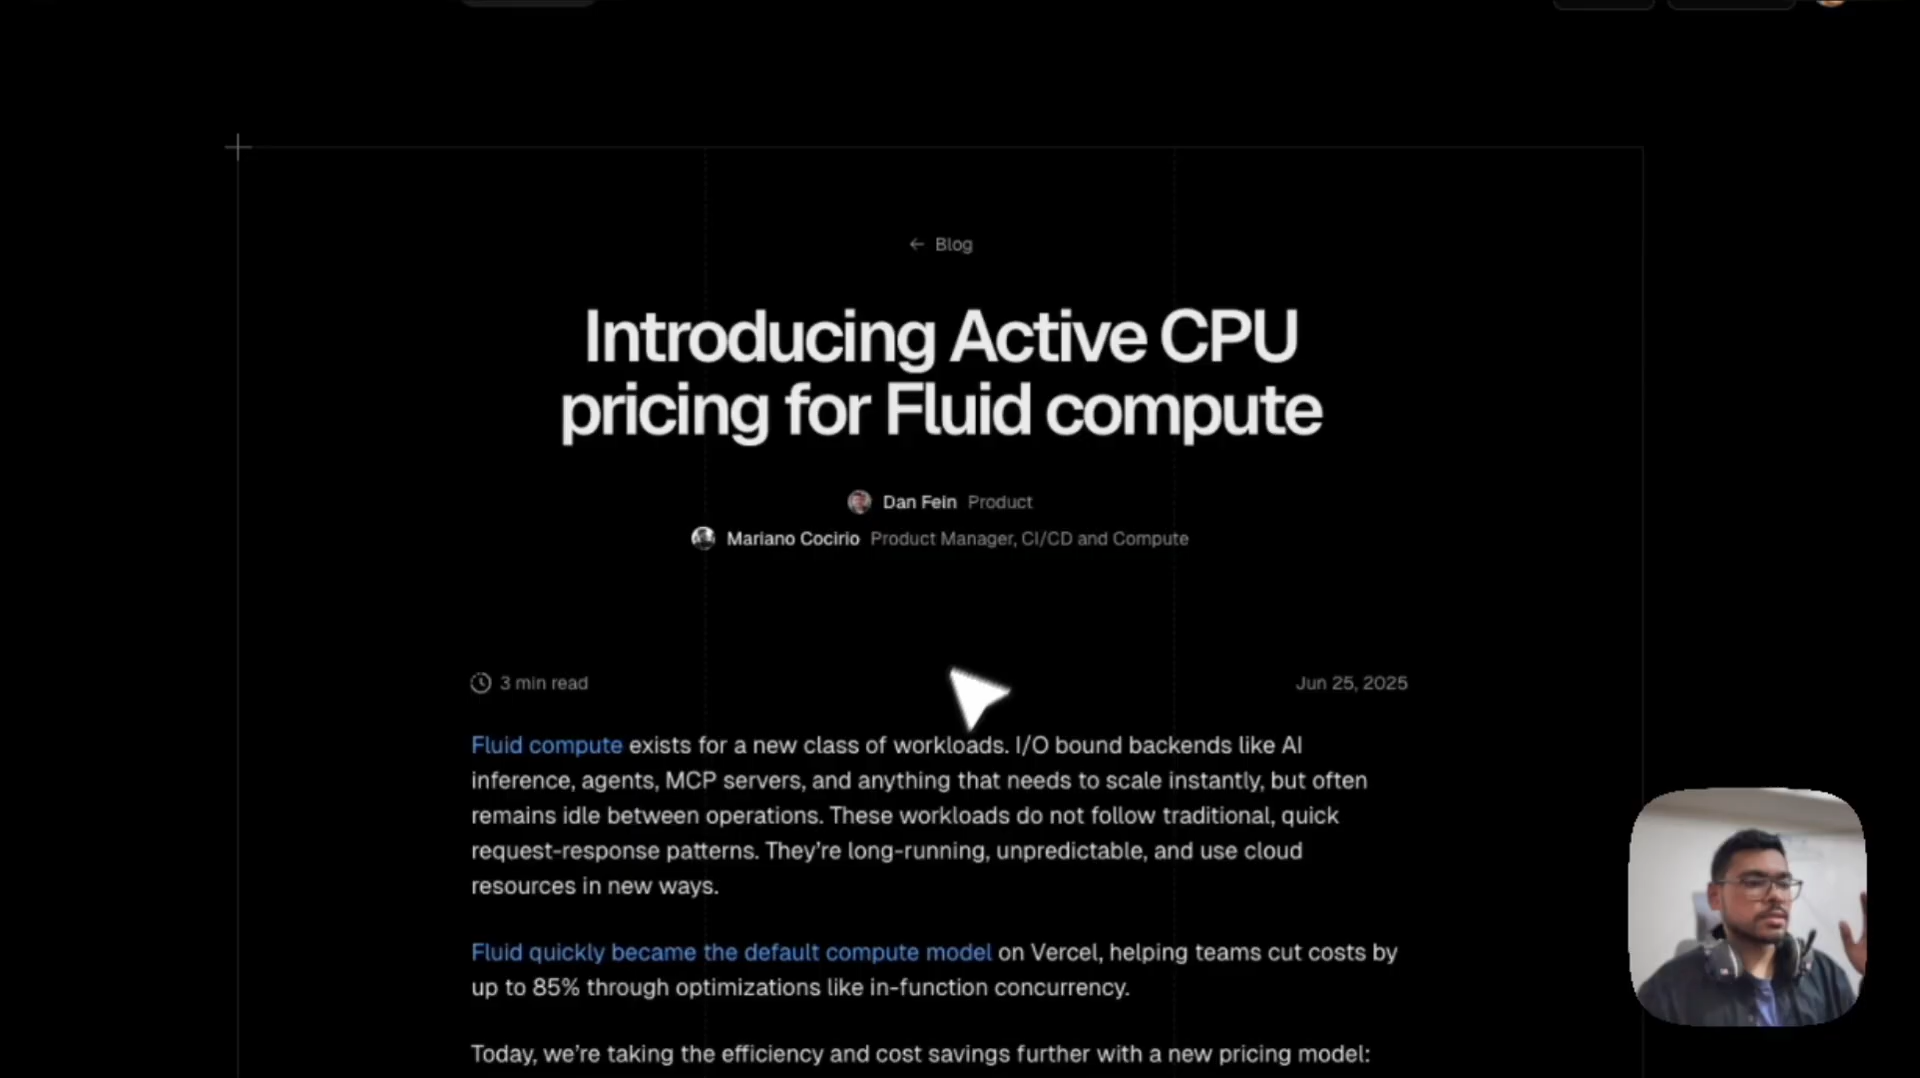 ← Blog
Introducing Active CPU
pricing for Fluid compute
Dan Fein Product
Mariano Cocirio Product Manager, CI/CD and Compute
3 min read
Jun 25, 2025
Fluid compute exists for a new class of workloads. I/O bound backends like AI
inference, agents, MCP servers, and anything that needs to scale instantly, but often
remains idle between operations. These workloads do not follow traditional, quick
request-response patterns. They’re long-running, unpredictable, and use cloud
resources in new ways.
Fluid quickly became the default compute model on Vercel, helping teams cut costs by
up to 85% through optimizations like in-function concurrency.
Today, we’re taking the efficiency and cost savings further with a new pricing model: